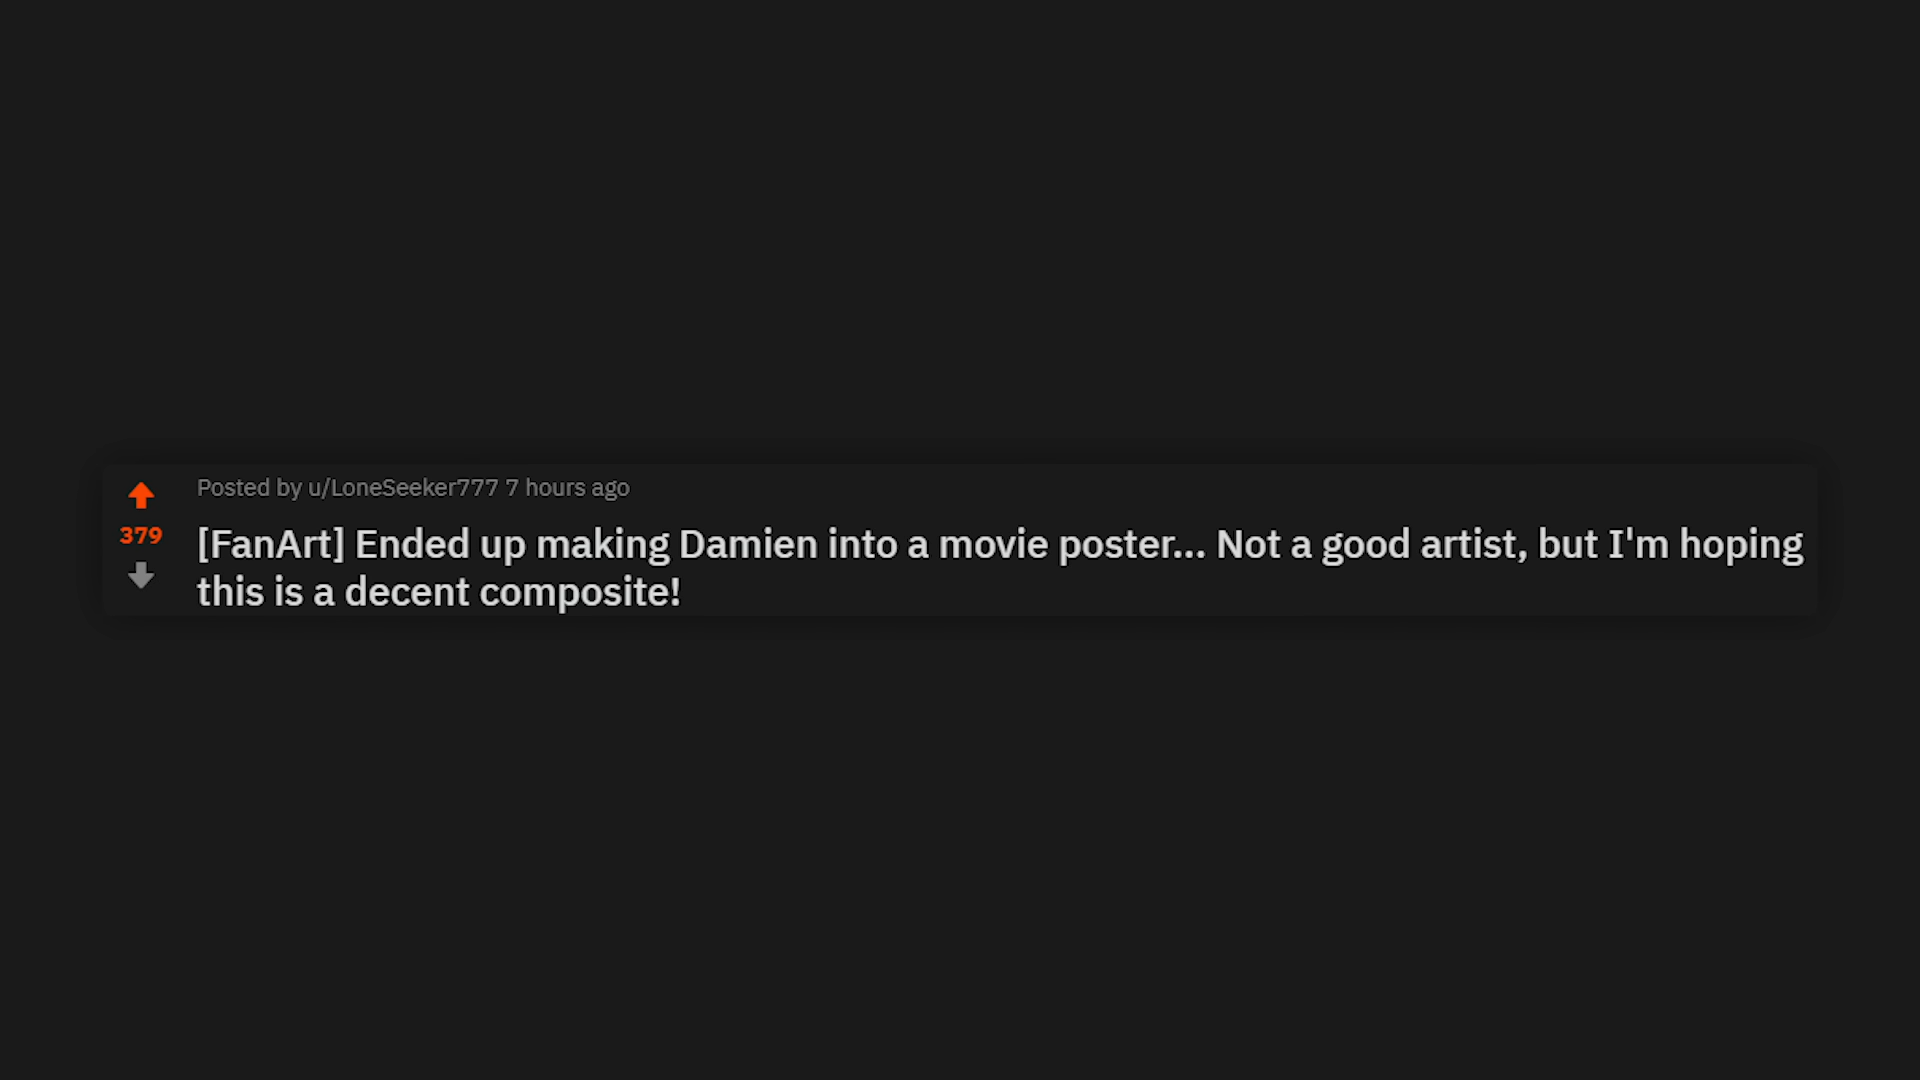 Posted by u/LoneSeeker777 7 hours ago
379
[FanArt] Ended up making Damien into a movie poster... Not a good artist, but I'm hoping
this is a decent composite!